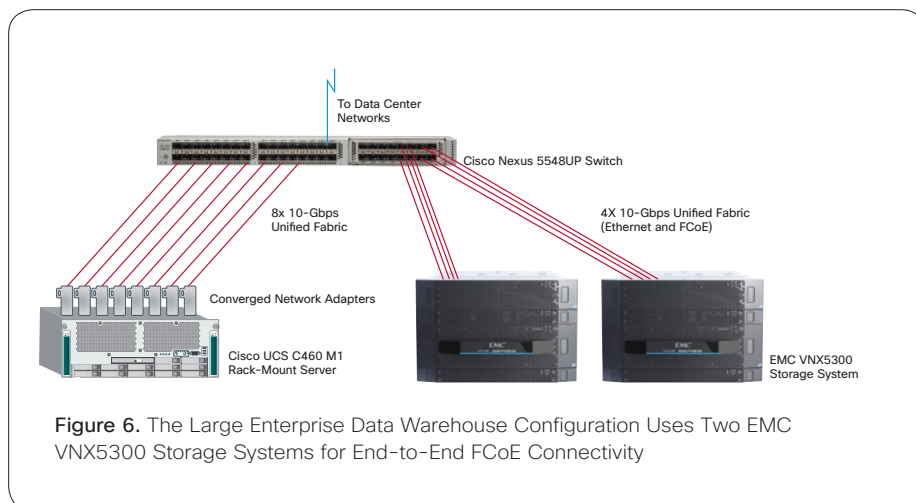 To Data Center
Networks
Cisco Nexus 5548UP Switch
8x 10-Gbps
Unified Fabric
4X 10-Gbps Unified Fabric
(Ethernet and FCoE)
Converged Network Adapters
Cisco UCS C460 M1
Rack-Mount Server
EMC
EMC
EMC VNX5300
Storage System
Figure 6. The Large Enterprise Data Warehouse Configuration Uses Two EMC
VNX5300 Storage Systems for End-to-End FCoE Connectivity